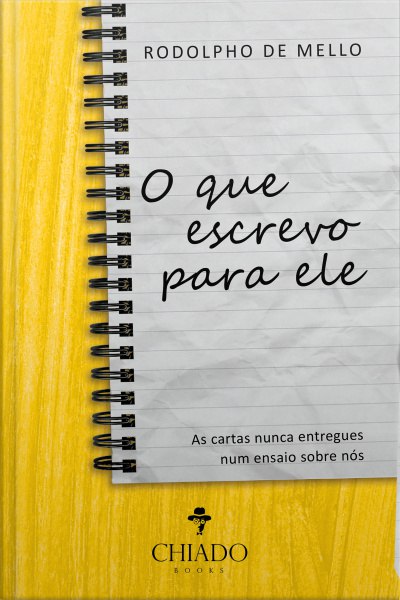 RODOLPHO DE MELLO
O que
escrevo
para ele
As cartas nunca entregues
num ensaio sobre nós
CHIADO
BOOKS